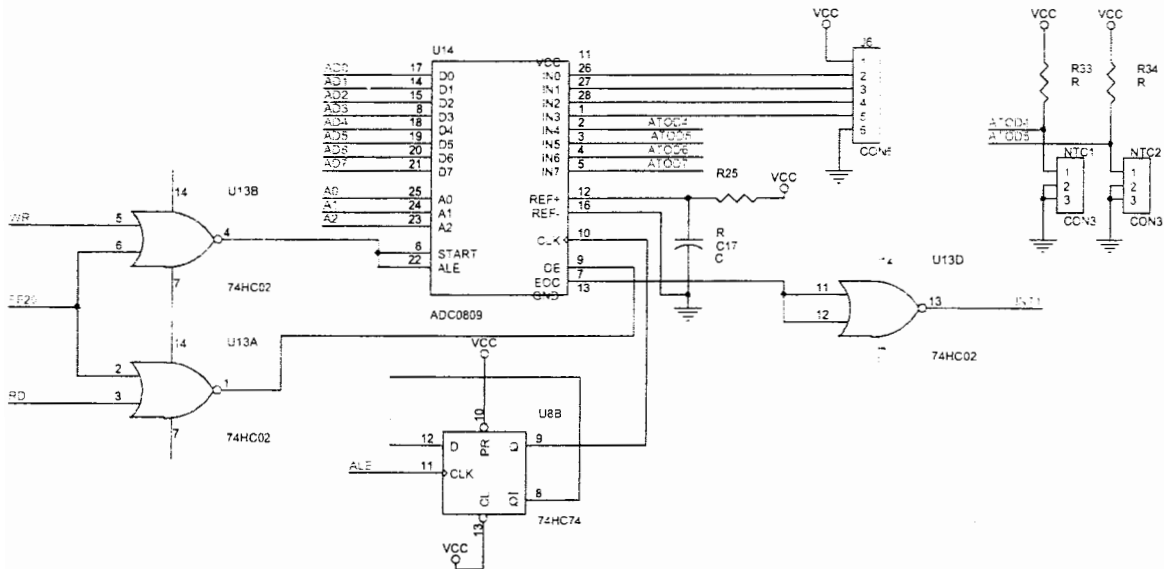 VCC
VCC
VCC
U14
11
J6
AD0 17 D0
VCC
26 IN0
1
AD1 14 D1
27 IN1
2
AD2 15 D2
28 IN2
3
AD3 8 D3
1 IN3
4
AD4 18 D4
2 IN4 ATOD4
5
AD5 19 D5
3 IN5 ATOD5
6
AD6 20 D6
4 IN6 ATOD6
AD7 21 D7
5 IN7 ATOD7
R33
R
R34
R
ATOD4
ATOD5
NTC1
1
2
3
CON3
NTC2
1
2
3
CON3
A0 25 A0
A1 24 A1
A2 23 A2
12 REF+
16 REF-
10 CLK
9 OE
7 EOC
13 GND
R25
VCC
R
C17
C
6 START
22 ALE
ADC0809
14
U13B
WR 5
6
4
7
74HC02
14
U13A
2
RD 3
1
7
74HC02
U13D
11
12
13
INT1
74HC02
VCC
10
U8B
12 D
PR
Q 9
ALE 11 CLK
CL
Q 8
13
74HC74
VCC